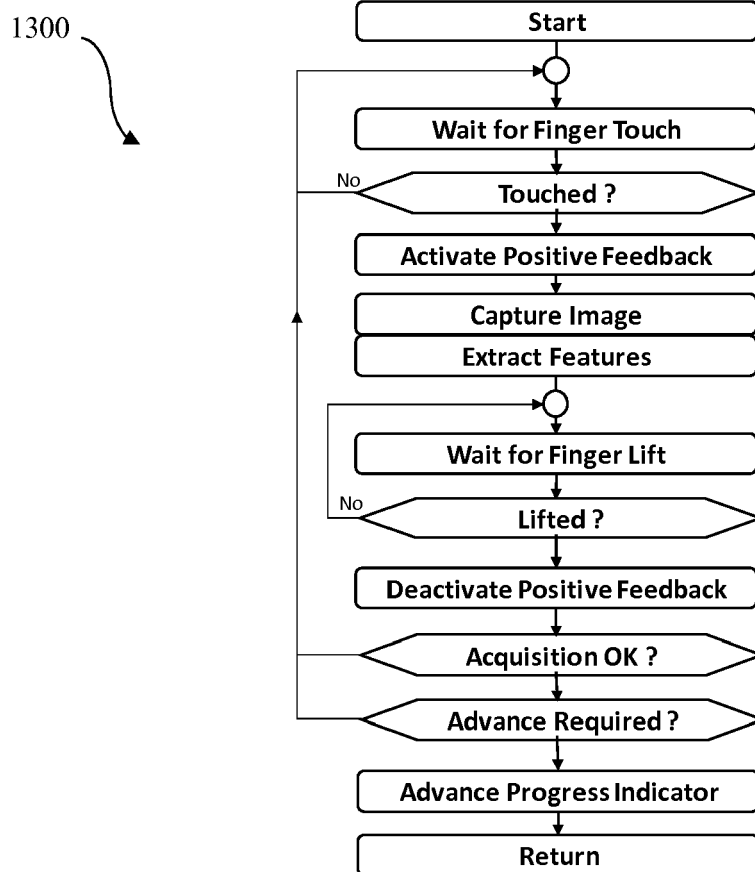 1300
Start
Wait for Finger Touch
No
Touched ?
Activate Positive Feedback
Capture Image
Extract Features
Wait for Finger Lift
No
Lifted ?
Deactivate Positive Feedback
Acquisition OK ?
Advance Required ?
Advance Progress Indicator
Return